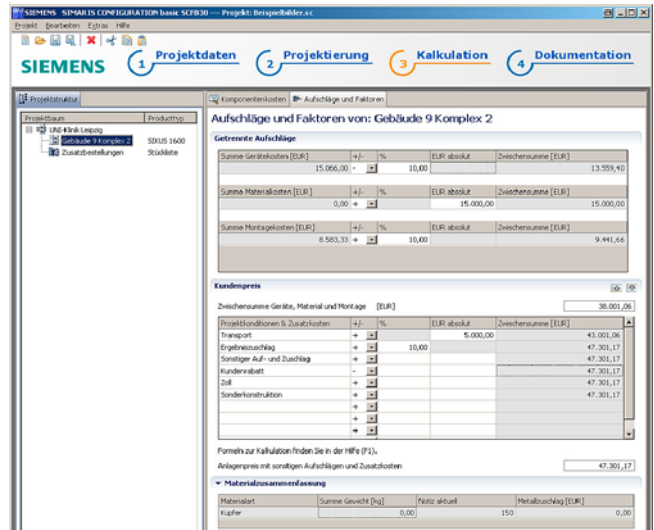 SIEMENS SIMARIS CONFIGURATION basic SCFB30 --- Projekt: Beispielbilder.sc
Projekt Bearbeiten Extras Hilfe
SIEMENS 1 Projektdaten 2 Projektierung 3 Kalkulation 4 Dokumentation
Projektstruktur
Projektbaum Producttyp
UNI-Klinik Leipzig
Gebäude 9 Komplex 2 SIKUS 1600
Zusatzbestellungen Stückliste
Komponentenkosten Aufschläge und Faktoren
Aufschläge und Faktoren von: Gebäude 9 Komplex 2
Getrennte Aufschläge
Summe Gerätekosten [EUR] +/- % EUR absolut Zwischensumme [EUR]
15.066,00 - 10,00 13.559,40
Summe Materialkosten [EUR] +/- % EUR absolut Zwischensumme [EUR]
0,00 + 15.000,00 15.000,00
Summe Montagekosten [EUR] +/- % EUR absolut Zwischensumme [EUR]
8.583,33 + 10,00 9.441,66
Kundenpreis
Zwischensumme Geräte, Material und Montage [EUR] 38.001,06
Projektkonditionen & Zusatzkosten +/- % EUR absolut Zwischensumme [EUR]
Transport + 5.000,00 43.001,06
Ergebniszuschlag + 10,00 47.301,17
Sonstiger Auf- und Zuschlag + 47.301,17
Kundenrabatt - 47.301,17
Zoll + 47.301,17
Sonderkonstruktion + 47.301,17
+
+
+
Formeln zur Kalkulation finden Sie in der Hilfe (F1).
Anlagenpreis mit sonstigen Aufschlägen und Zusatzkosten 47.301,17
Materialzusammenfassung
Materialart Summe Gewicht [kg] Notiz aktuell Metallzuschlag [EUR]
Kupfer 0,00 150 0,00